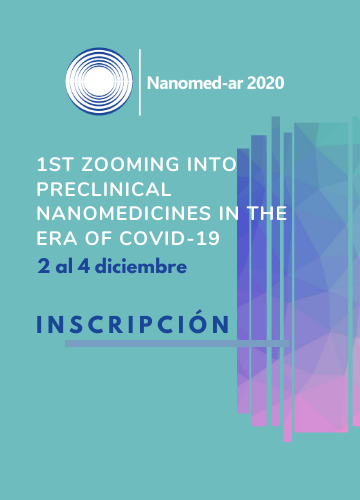 Nanomed-ar 2020
1ST ZOOMING INTO
PRECLINICAL
NANOMEDICINES IN THE
ERA OF COVID-19
2 al 4 diciembre
INSCRIPCIÓN